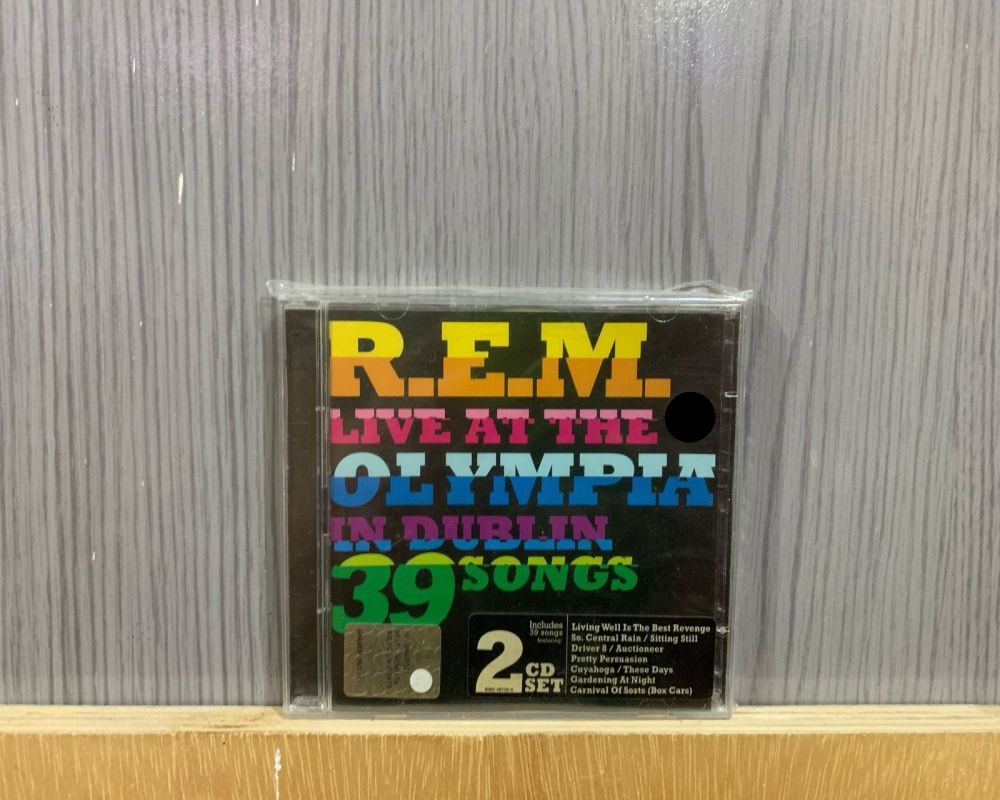 R.E.M.
LIVE AT THE
OLYMPIA
IN DUBLIN
39 SONGS
Includes
39 songs
featuring:
2 CD
SET
Living Well Is The Best Revenge
So. Central Rain / Sitting Still
Driver 8 / Auctioneer
Pretty Persuasion
Cuyahoga / These Days
Gardening At Night
Carnival Of Sorts (Box Cars)